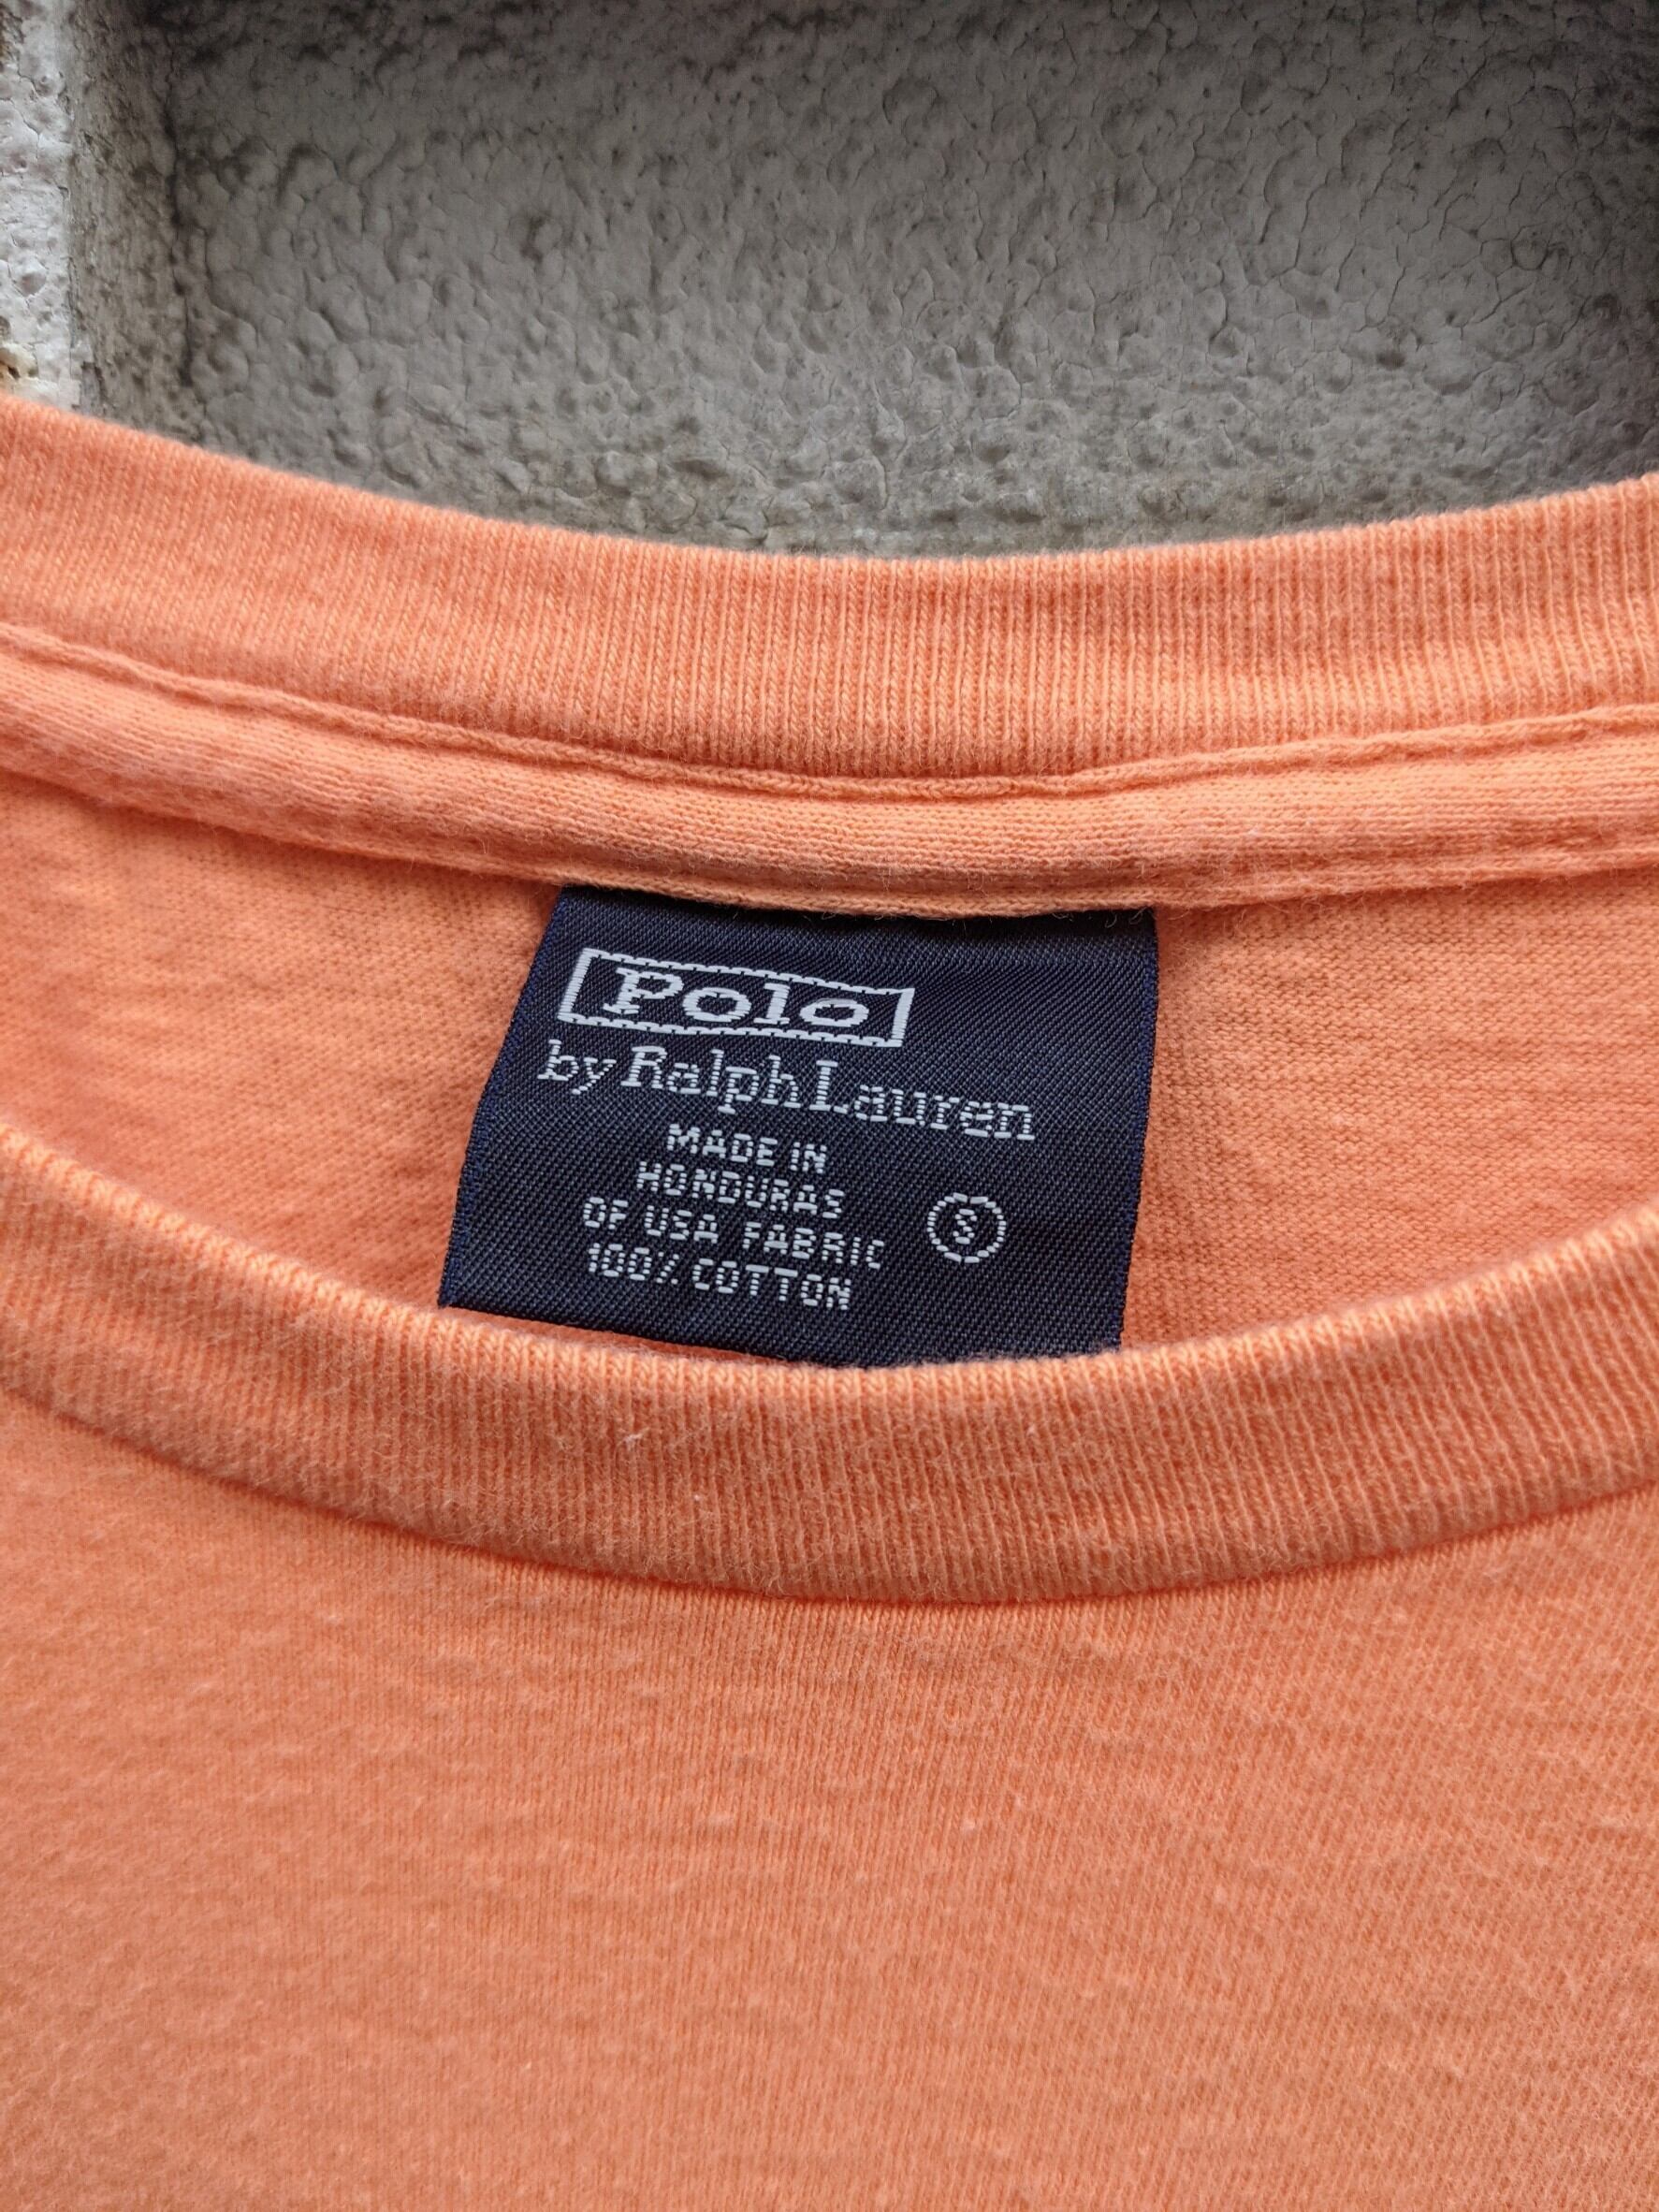 Polo
by Ralph Lauren
MADE IN
HONDURAS
OF USA FABRIC
100% COTTON
S